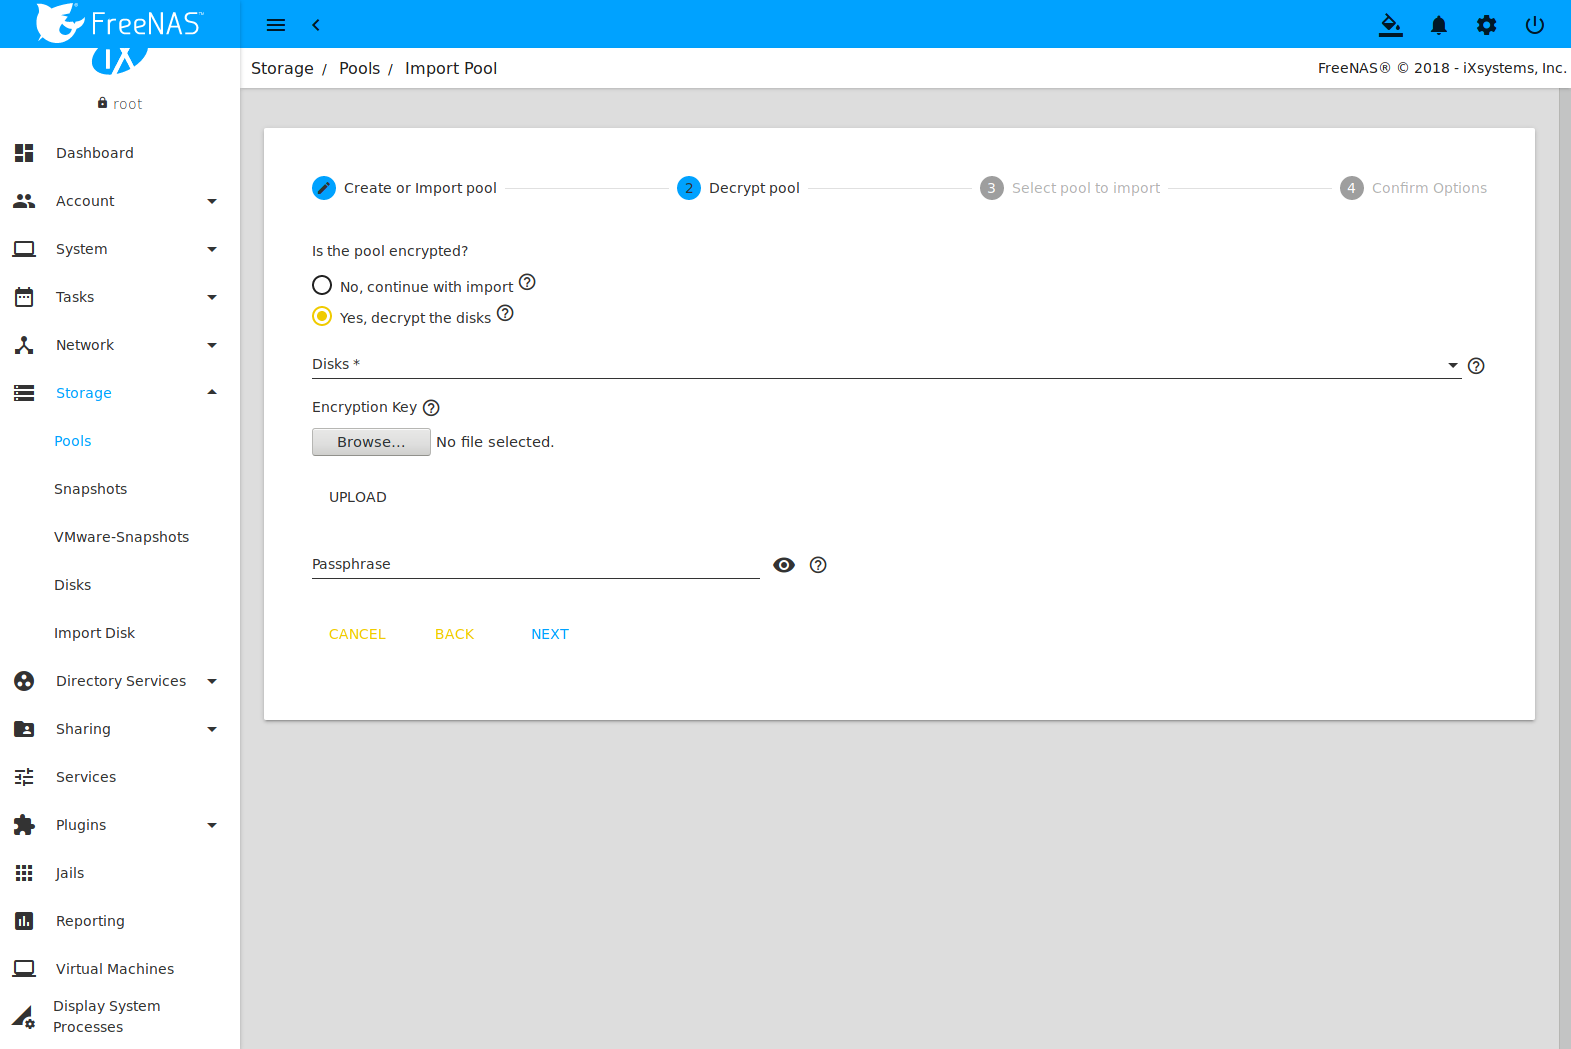 FreeNAS™
Storage / Pools / Import Pool
FreeNAS® © 2018 - iXsystems, Inc.
iX
root
Dashboard
Account
System
Tasks
Network
Storage
Pools
Snapshots
VMware-Snapshots
Disks
Import Disk
Directory Services
Sharing
Services
Plugins
Jails
Reporting
Virtual Machines
Display System
Processes
Create or Import pool
2 Decrypt pool
3 Select pool to import
4 Confirm Options
Is the pool encrypted?
No, continue with import
Yes, decrypt the disks
Disks *
Encryption Key
Browse... No file selected.
UPLOAD
Passphrase
CANCEL BACK NEXT